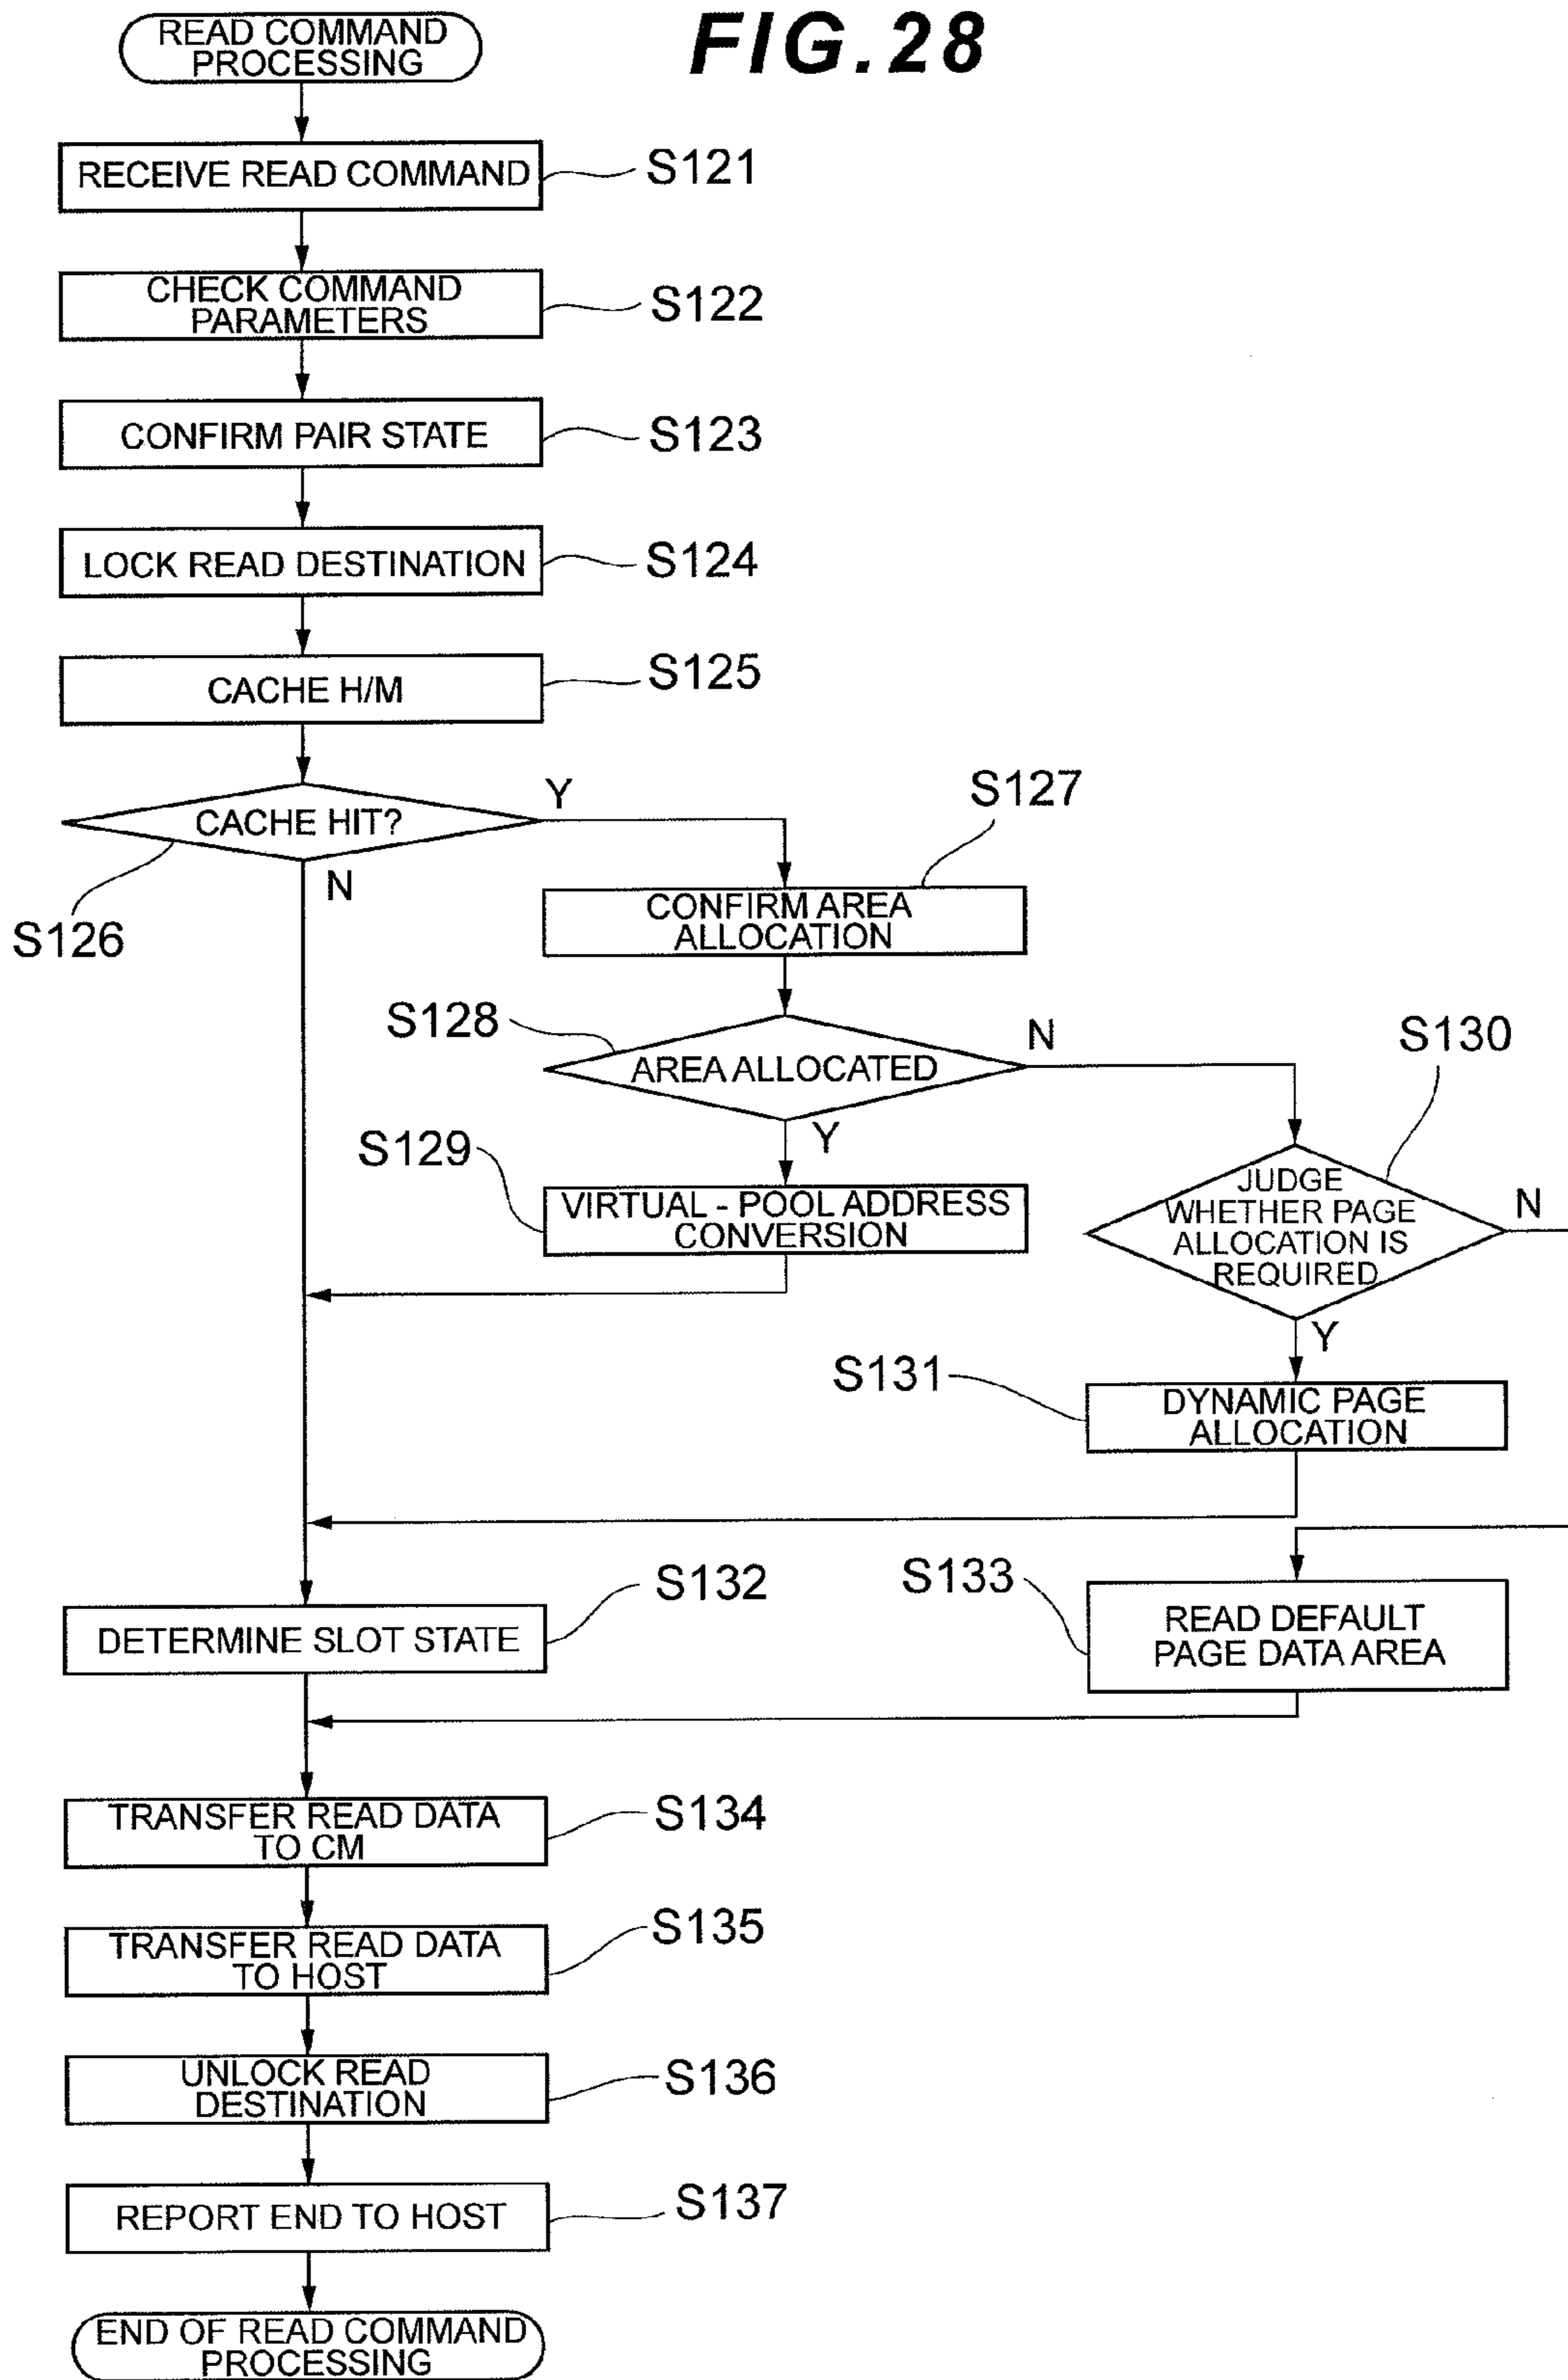 FIG.28
READ COMMAND
PROCESSING
RECEIVE READ COMMAND
S121
CHECK COMMAND
PARAMETERS
S122
CONFIRM PAIR STATE
S123
LOCK READ DESTINATION
S124
CACHE H/M
S125
CACHE HIT?
Y
N
S126
S127
CONFIRM AREA
ALLOCATION
S128
AREA ALLOCATED
N
Y
S129
VIRTUAL - POOL ADDRESS
CONVERSION
S130
JUDGE
WHETHER PAGE
ALLOCATION IS
REQUIRED
N
Y
S131
DYNAMIC PAGE
ALLOCATION
S132
DETERMINE SLOT STATE
S133
READ DEFAULT
PAGE DATA AREA
TRANSFER READ DATA
TO CM
S134
TRANSFER READ DATA
TO HOST
S135
UNLOCK READ
DESTINATION
S136
REPORT END TO HOST
S137
END OF READ COMMAND
PROCESSING